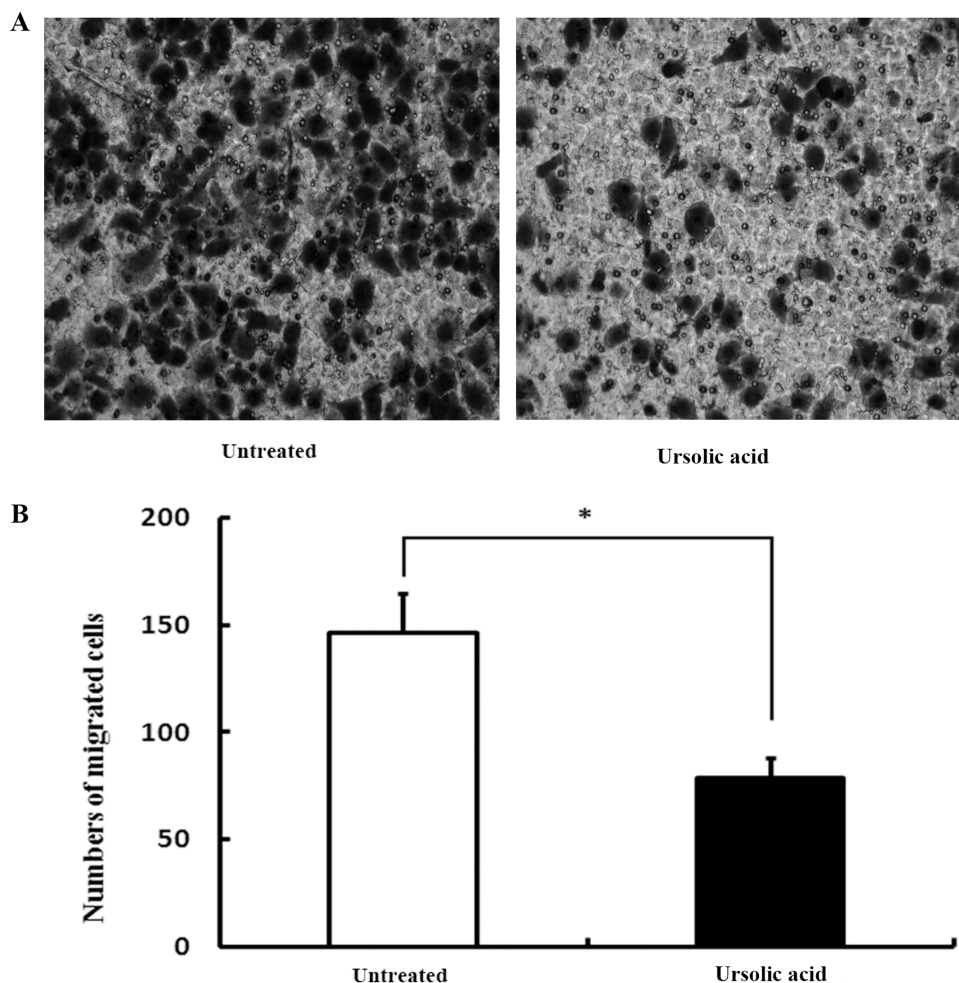 A
Untreated
Ursolic acid
B
200
*
150
100
50
0
Numbers of migrated cells
Untreated
Ursolic acid